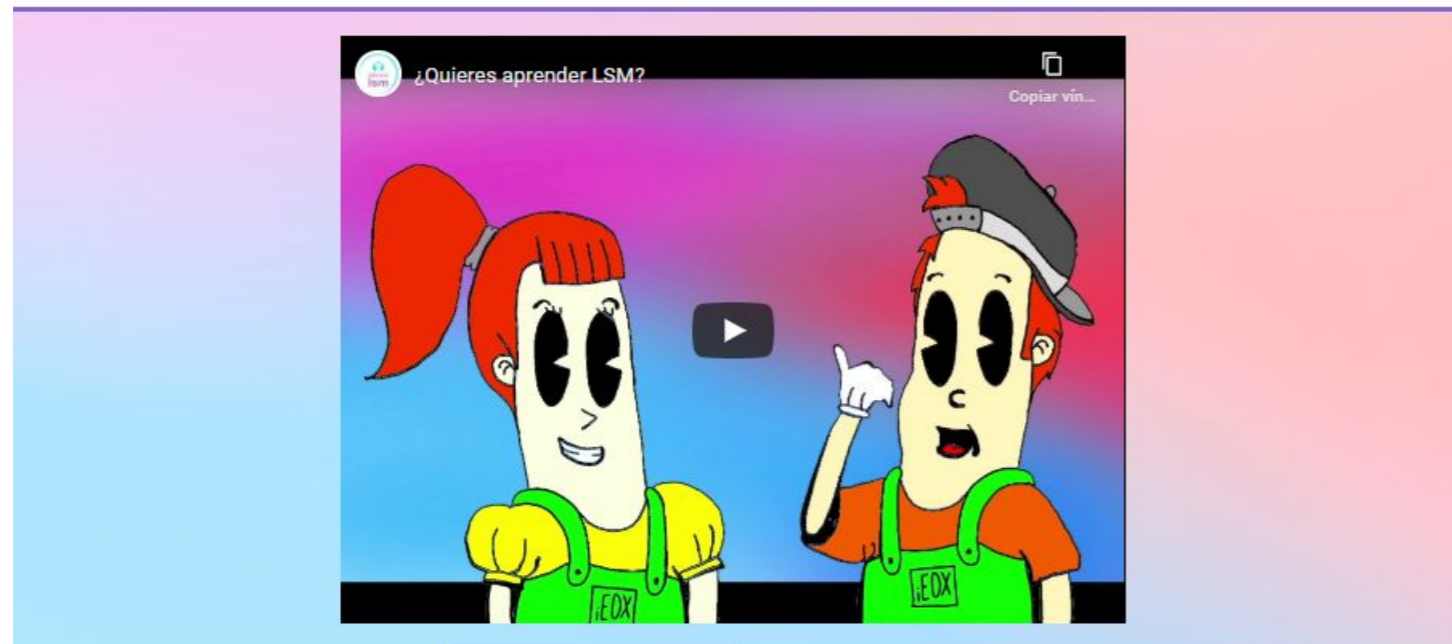 ¿Quieres aprender LSM?
Copiar vín...
lsm
iEDX
iEDX